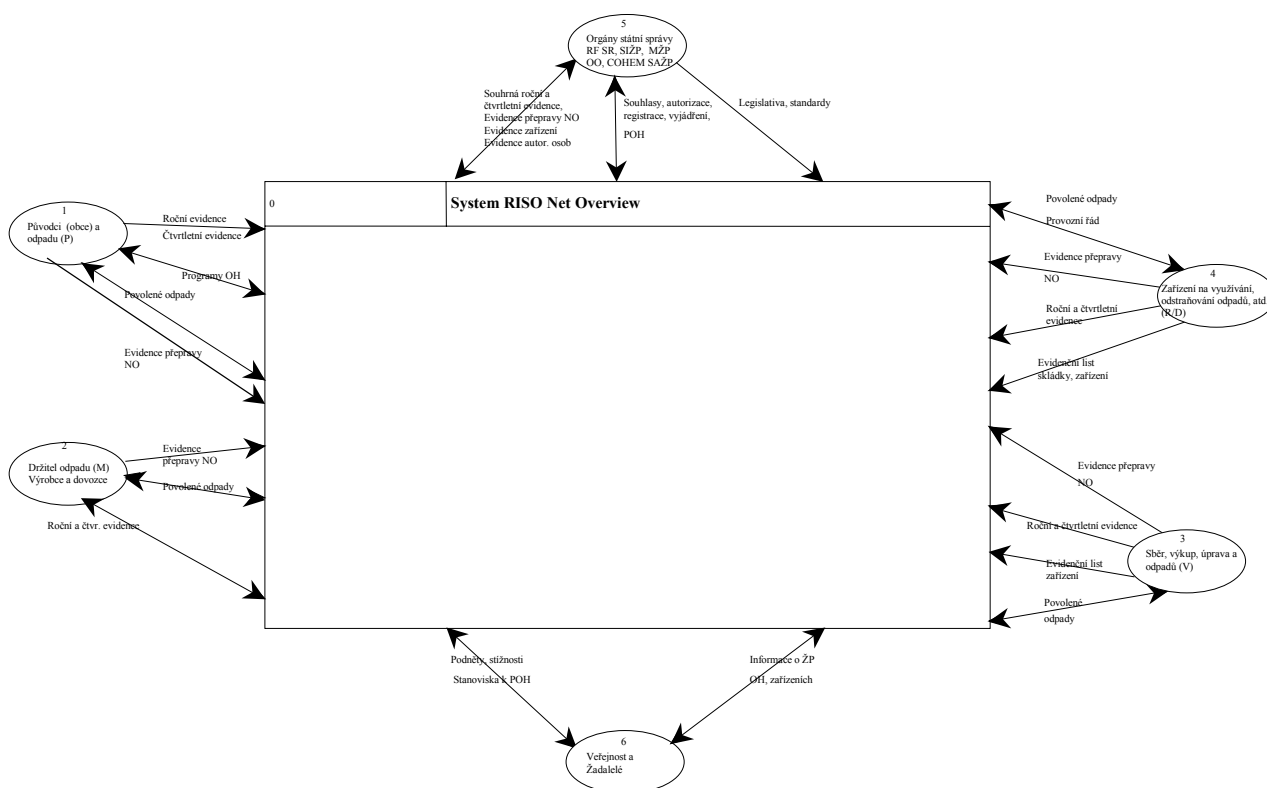 5
Orgány státní správy
RF SR, SIŽP, MŽP
OO, COHEM SAŽP
Souhrná roční a
čtvrtletní evidence,
Evidence přepravy NO
Evidence zařízení
Evidence autor. osob
Souhlasy, autorizace,
registrace, vyjádření,
POH
Legislativa, standardy
0
System RISO Net Overview
1
Původci (obce) a
odpadu (P)
Roční evidence
Čtvrtletní evidence
Programy OH
Povolené odpady
Evidence přepravy
NO
2
Držitel odpadu (M)
Výrobce a dovozce
Evidence
přepravy NO
Povolené odpady
Roční a čtvr. evidence
Povolené odpady
Provozní řád
Evidence přepravy
NO
4
Zařízení na využívání,
odstraňování odpadů, atd
(R/D)
Roční a čtvrtletní
evidence
Evidenční list
skládky, zařízení
Evidence přepravy
NO
Roční a čtvrtletní evidence
3
Sběr, výkup, úprava a
odpadů (V)
Evidenční list
zařízení
Povolené
odpady
Podněty, stížnosti
Stanoviska k POH
Informace o ŽP
OH, zařízeních
6
Veřejnost a
Žadalelé